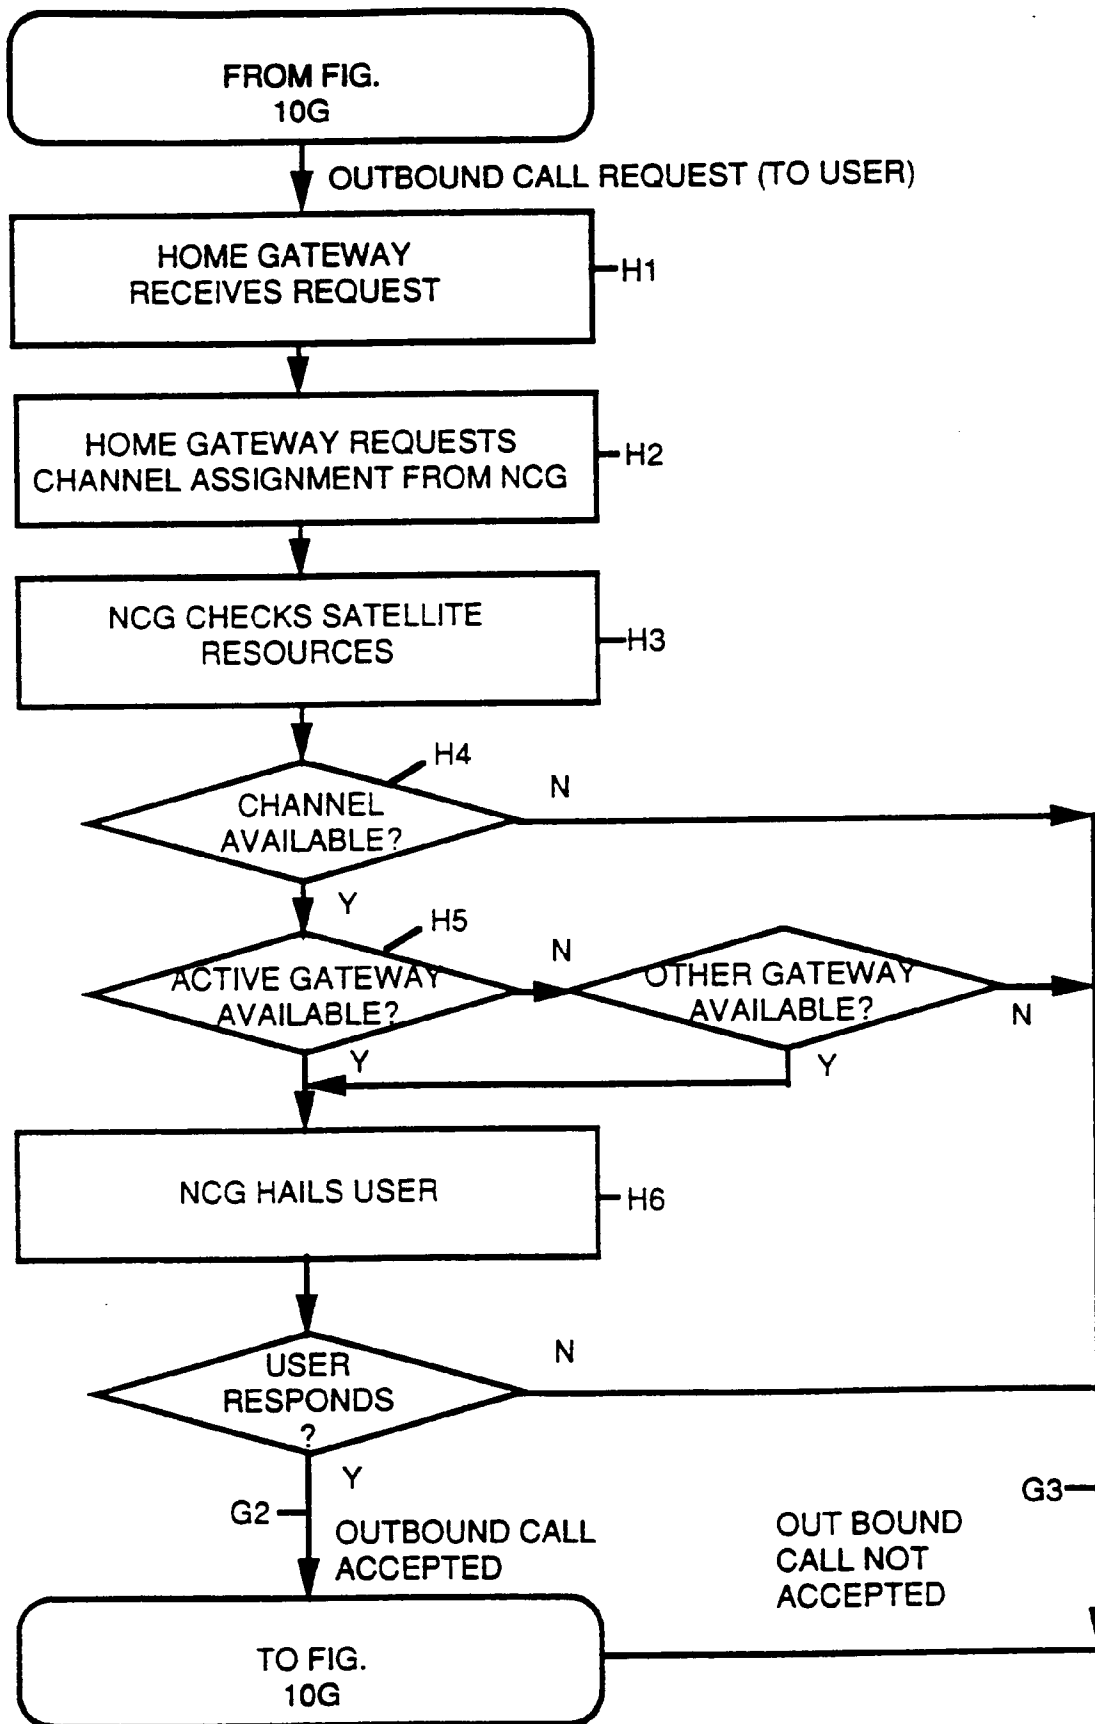 FROM FIG.
10G
OUTBOUND CALL REQUEST (TO USER)
HOME GATEWAY
RECEIVES REQUEST
H1
HOME GATEWAY REQUESTS
CHANNEL ASSIGNMENT FROM NCG
H2
NCG CHECKS SATELLITE
RESOURCES
H3
H4
CHANNEL
AVAILABLE?
N
Y
H5
ACTIVE GATEWAY
AVAILABLE?
N
OTHER GATEWAY
AVAILABLE?
N
Y
Y
NCG HAILS USER
H6
USER
RESPONDS
?
N
Y
G2
OUTBOUND CALL
ACCEPTED
G3
OUT BOUND
CALL NOT
ACCEPTED
TO FIG.
10G